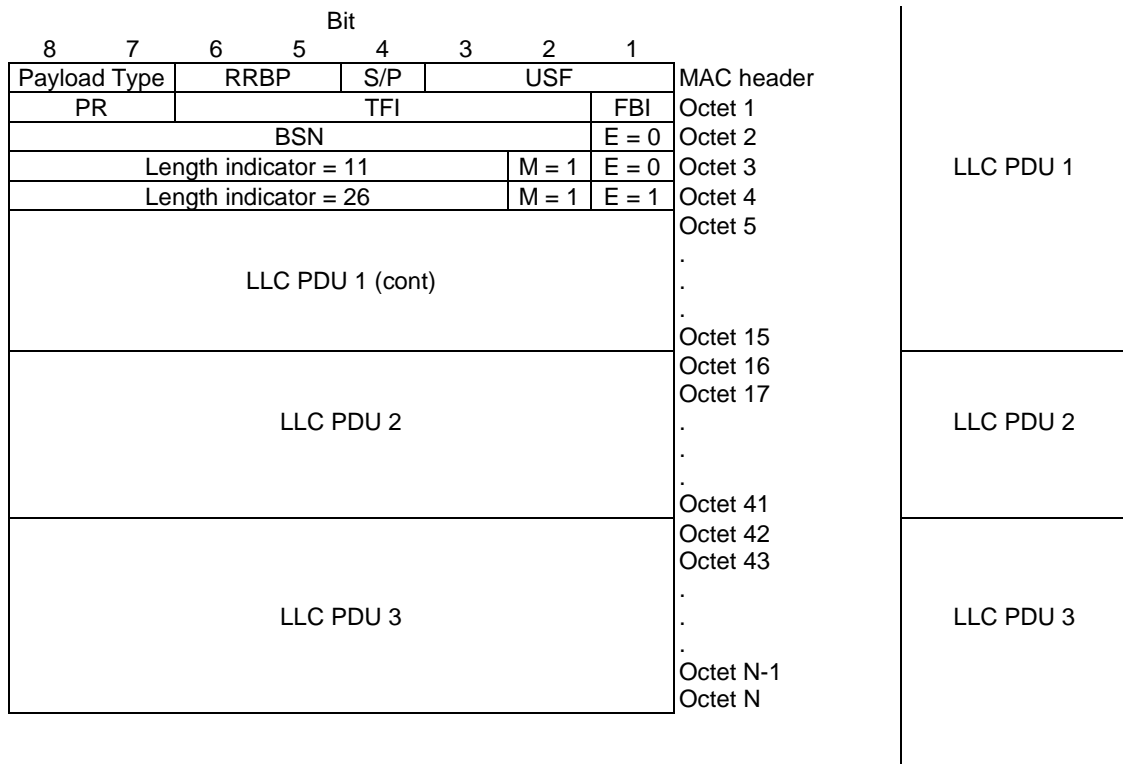 Bit
8 7 6 5 4 3 2 1
Payload Type RRBP S/P USF MAC header
PR TFI FBI Octet 1
BSN E = 0 Octet 2
Length indicator = 11 M = 1 E = 0 Octet 3 LLC PDU 1
Length indicator = 26 M = 1 E = 1 Octet 4
Octet 5
.
LLC PDU 1 (cont) .
.
Octet 15
Octet 16
Octet 17
LLC PDU 2 . LLC PDU 2
.
.
Octet 41
Octet 42
Octet 43
.
LLC PDU 3 . LLC PDU 3
.
Octet N-1
Octet N